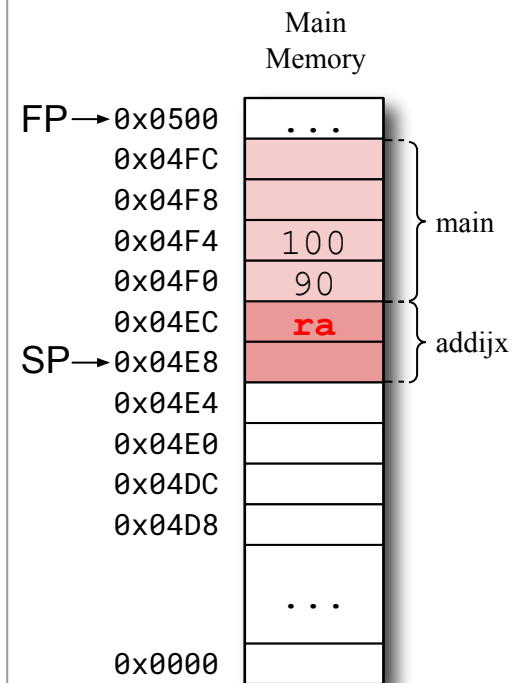 Main
Memory
FP 0x0500 ...
0x04FC
0x04F8
main
0x04F4 100
0x04F0 90
0x04EC ra
addijx
SP 0x04E8
0x04E4
0x04E0
0x04DC
0x04D8
...
0x0000